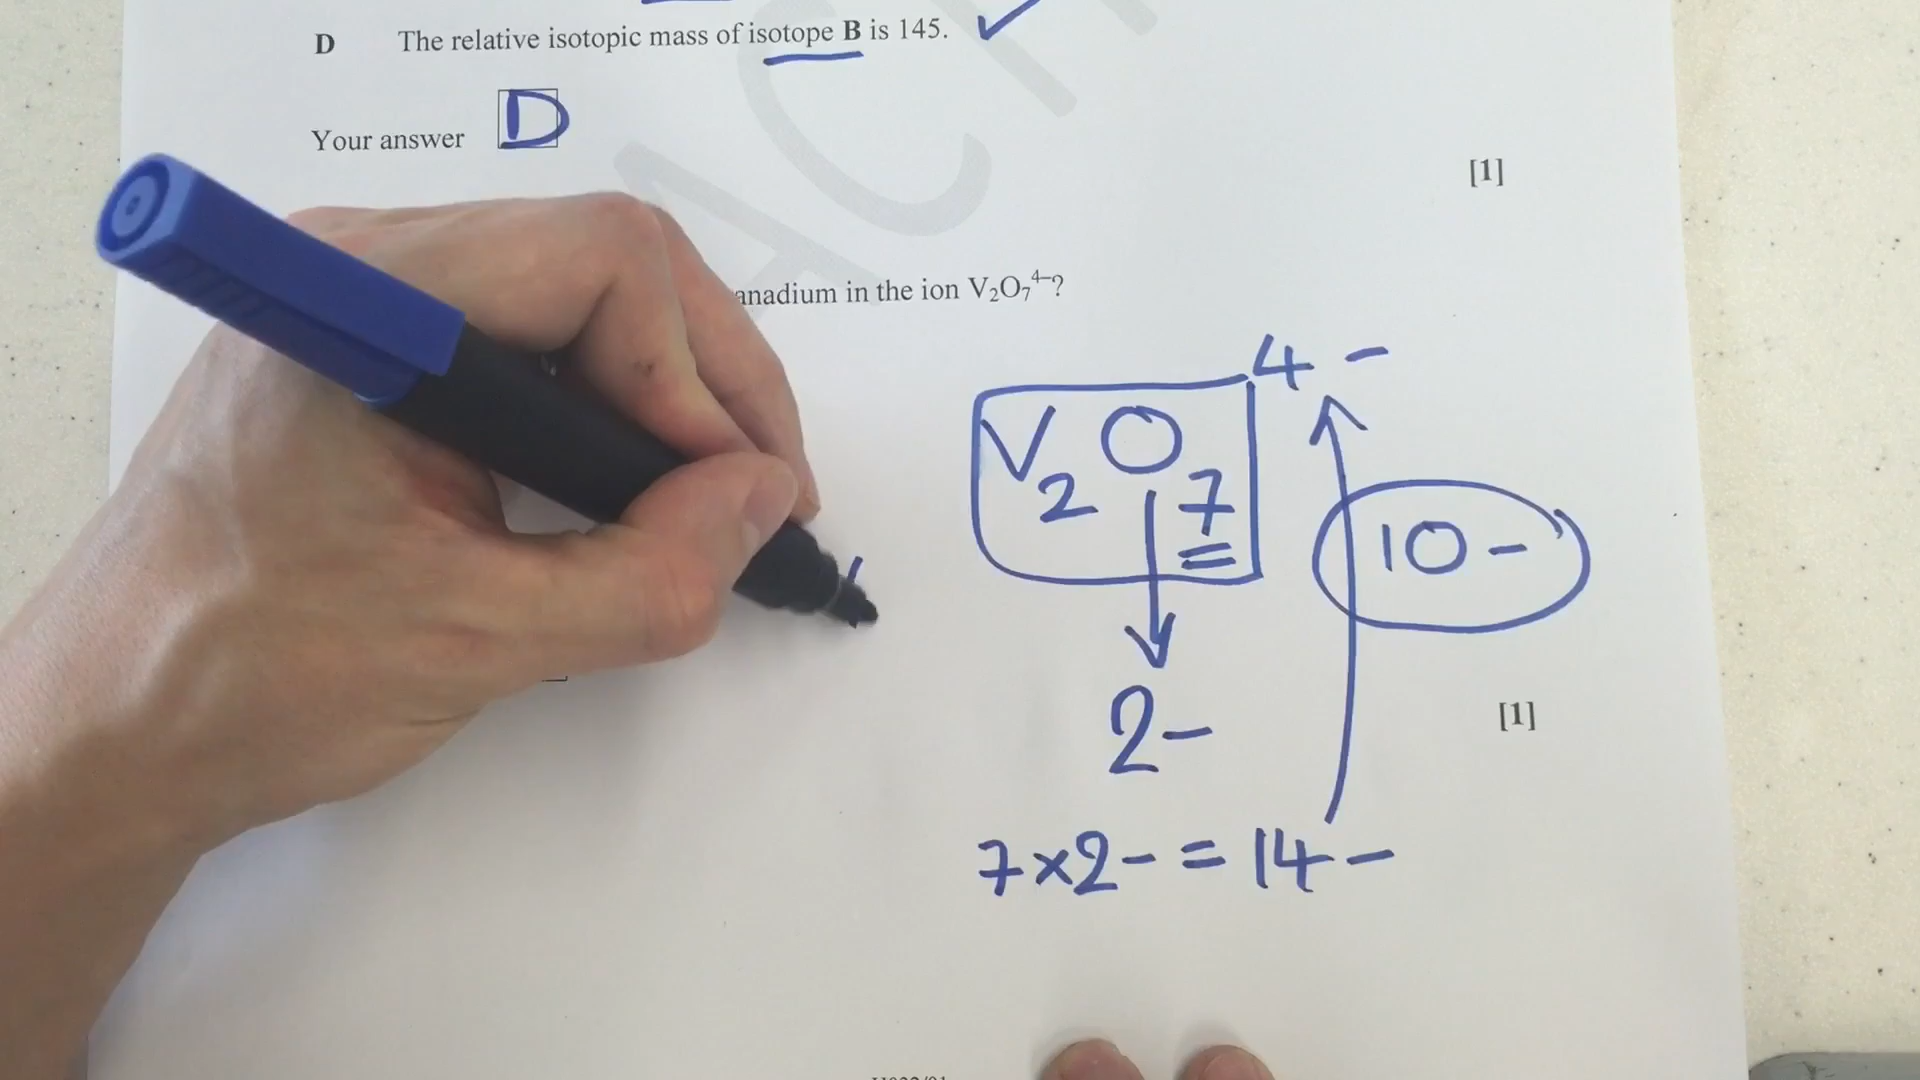 D The relative isotopic mass of isotope B is 145.
Your answer D
[1]
anadium in the ion V₂O₇⁴⁻?
4 -
V₂O₇
10 -
2 -
[1]
7 x 2 - = 14 -